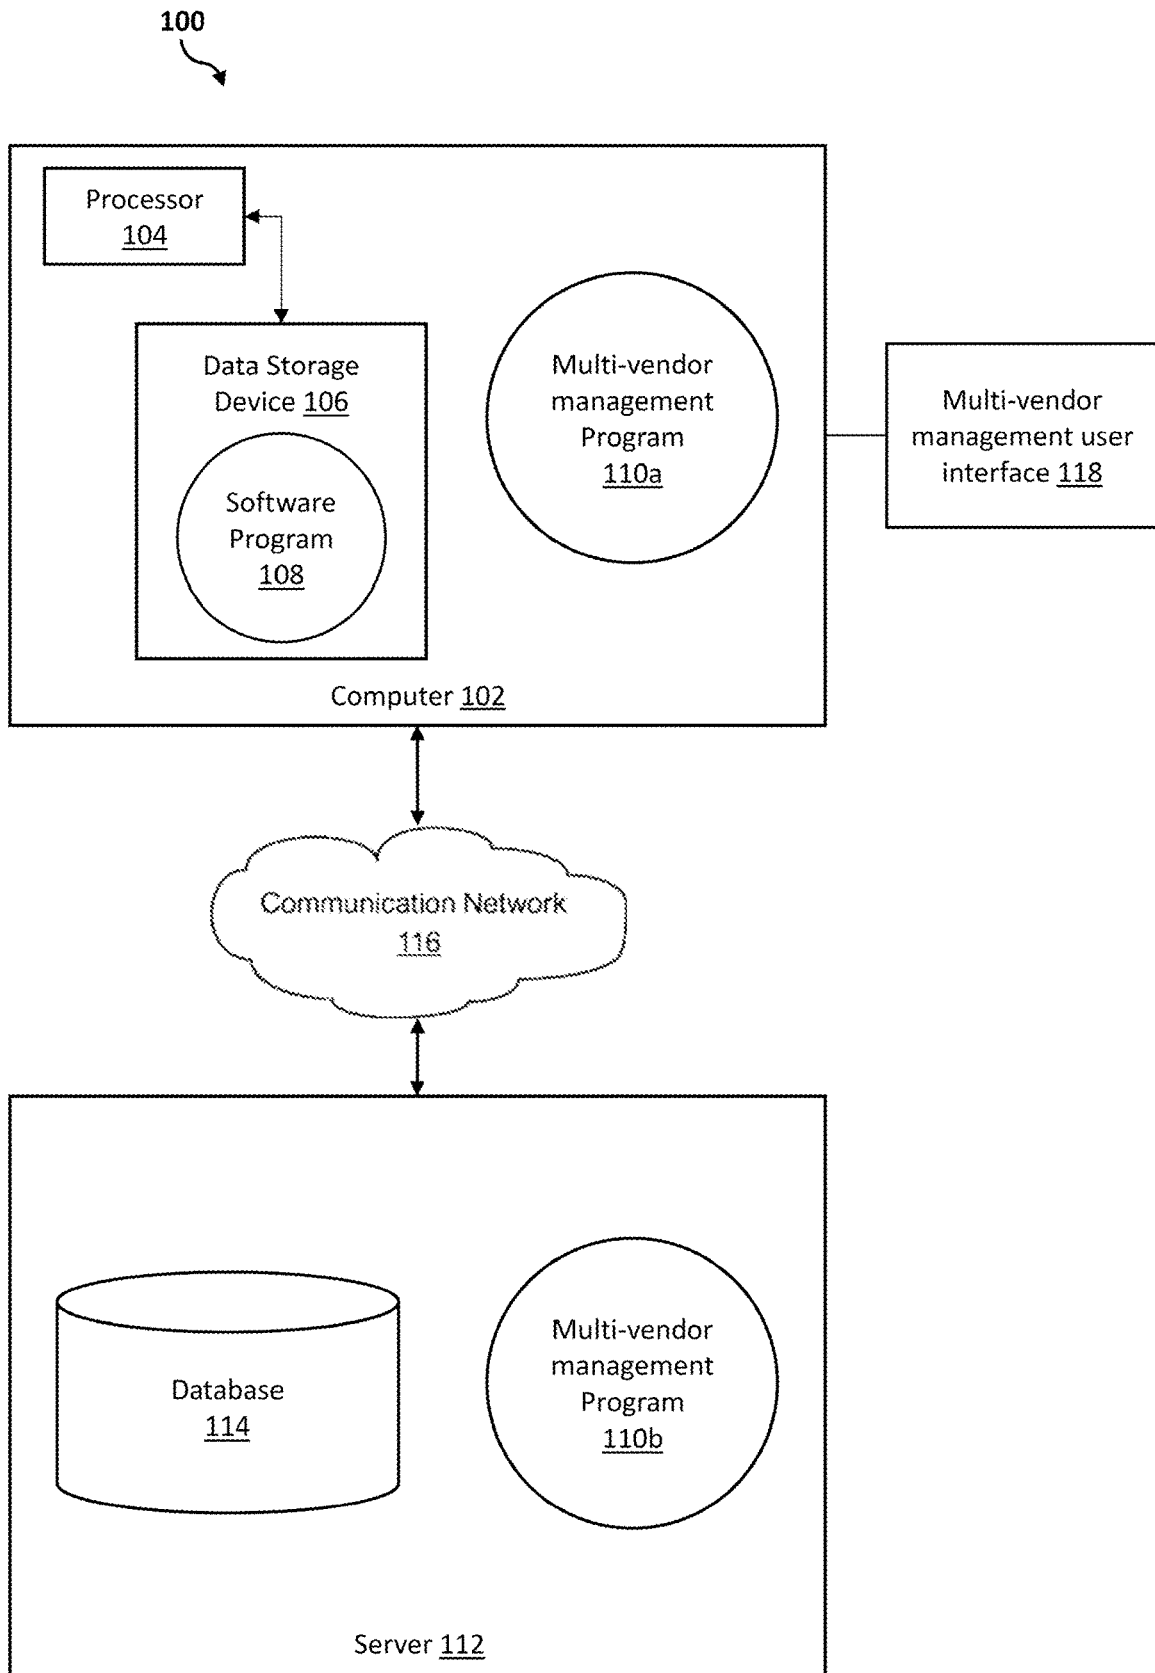 100
Processor
104
Data Storage
Device 106
Software
Program
108
Multi-vendor
management
Program
110a
Multi-vendor
management user
interface 118
Computer 102
Communication Network
116
Database
114
Multi-vendor
management
Program
110b
Server 112